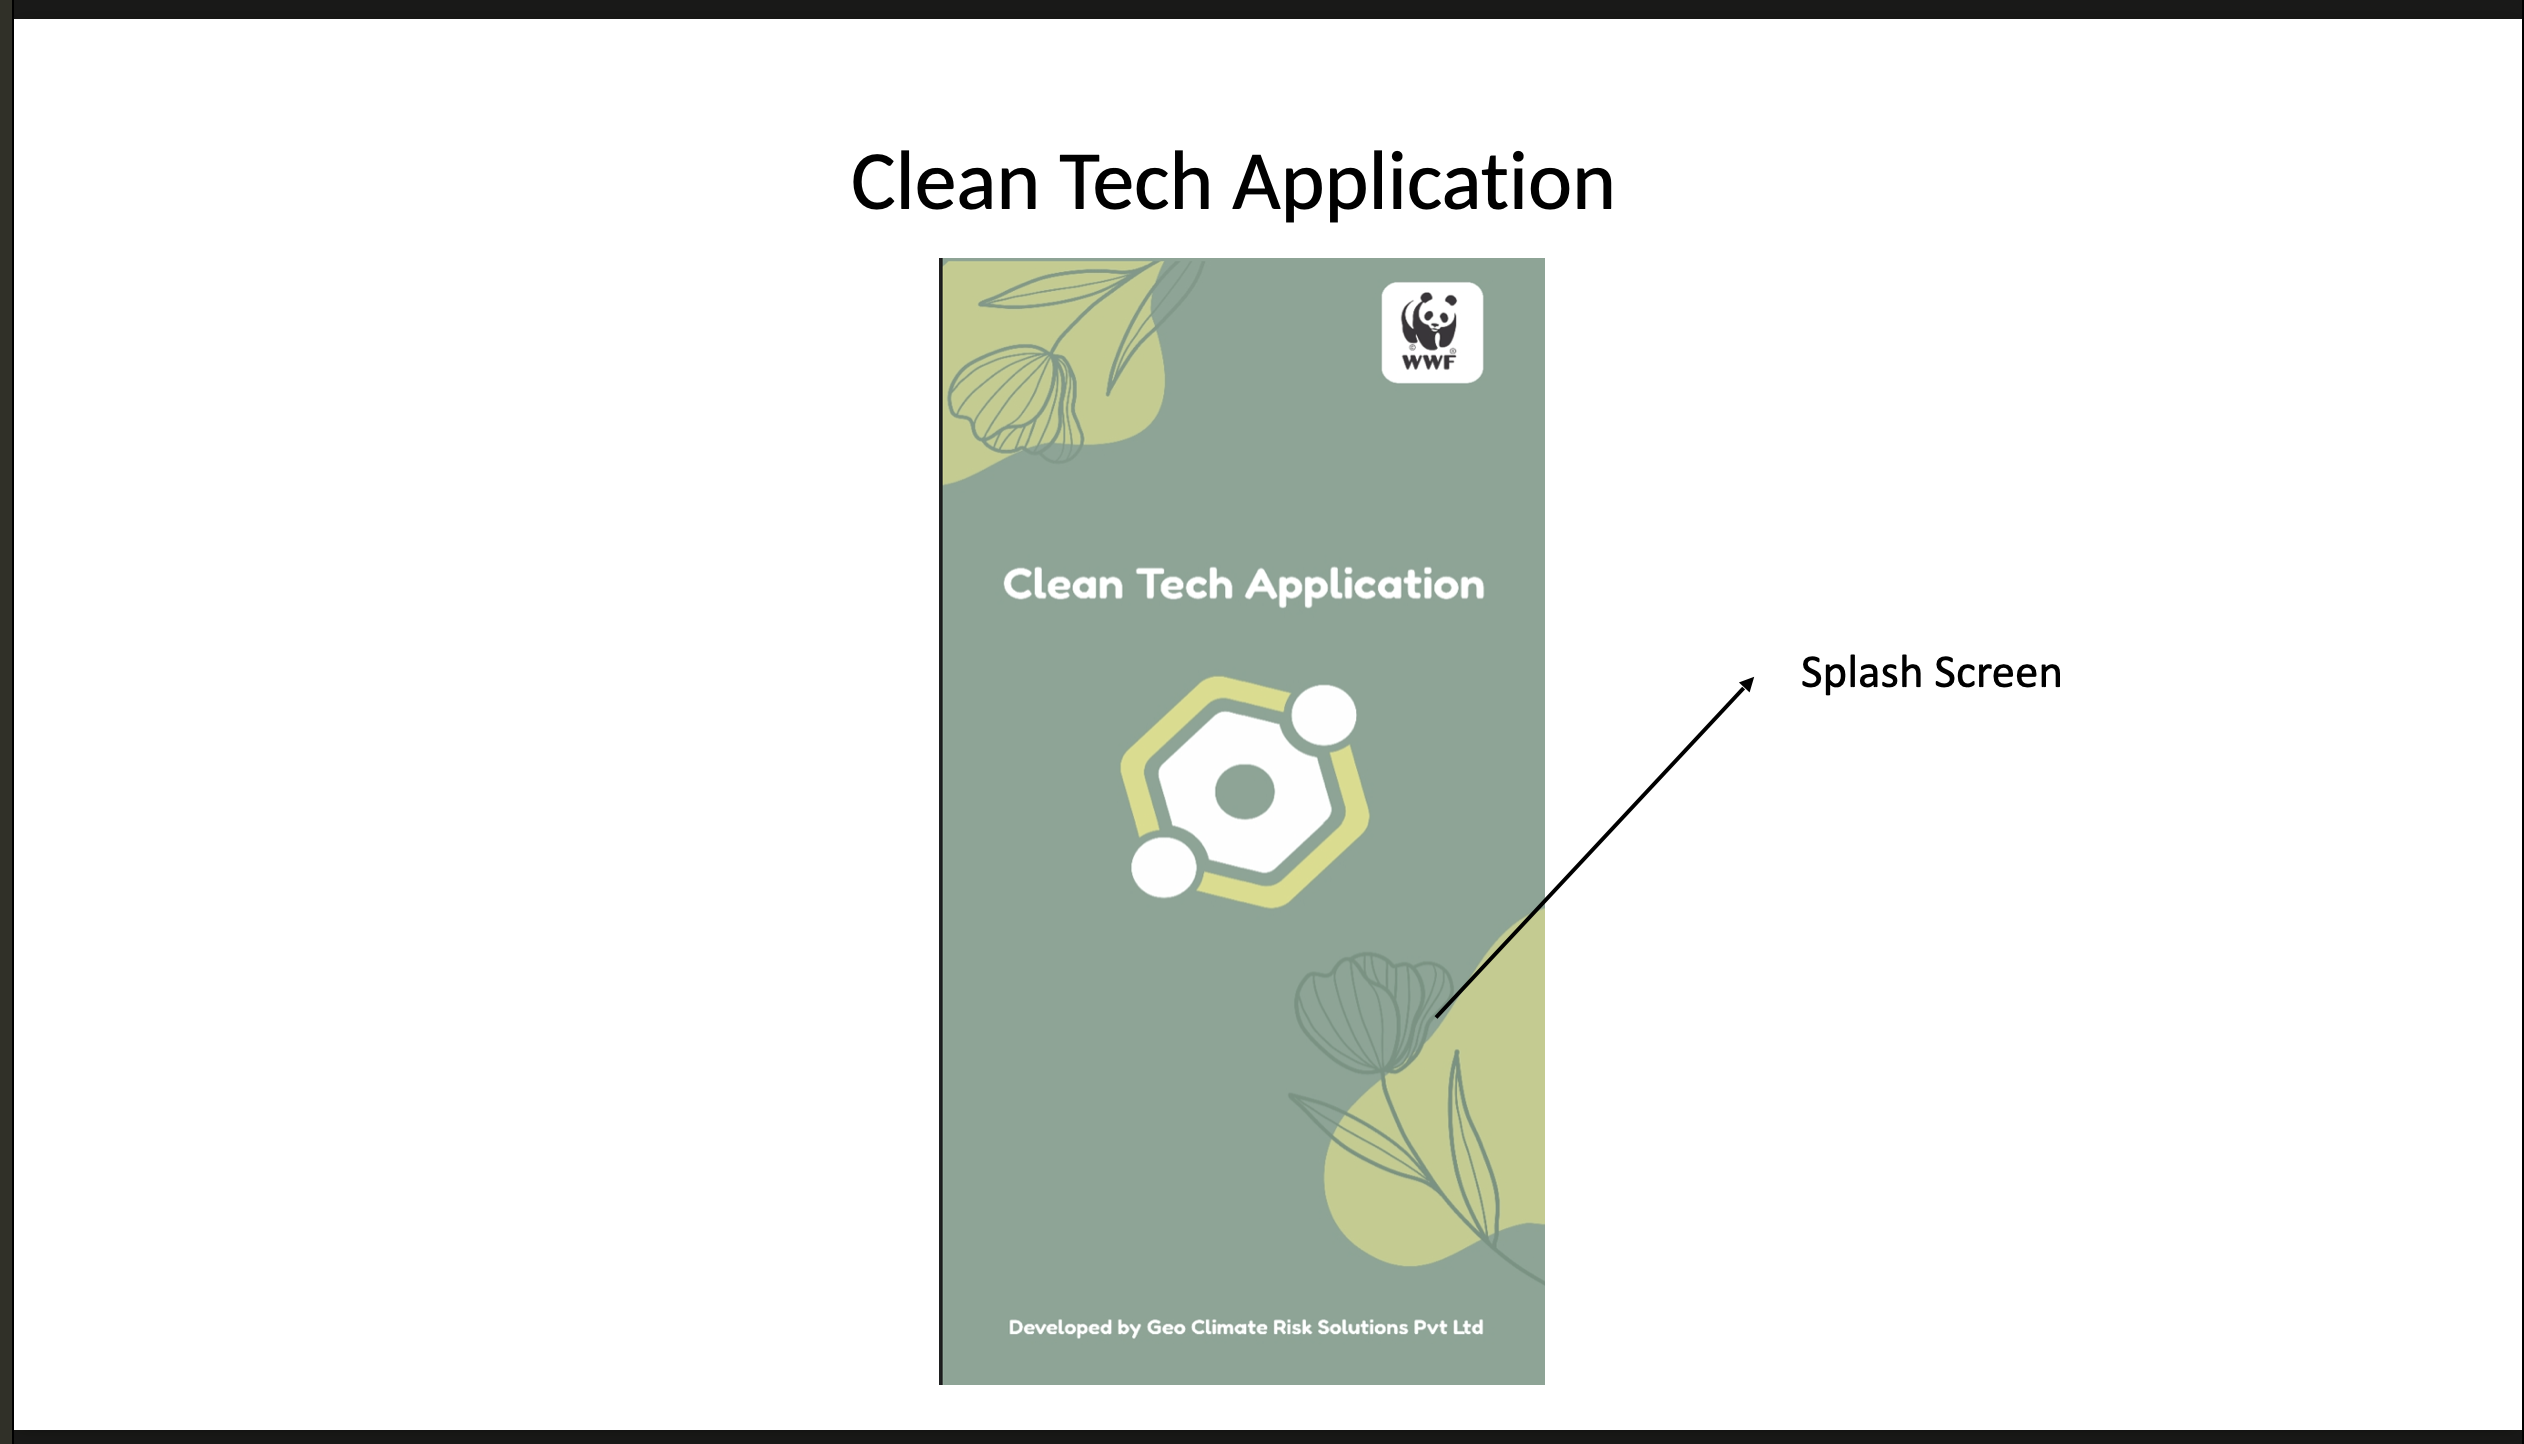 Clean Tech Application
© ®
WWF
Clean Tech Application
Splash Screen
Developed by Geo Climate Risk Solutions Pvt Ltd